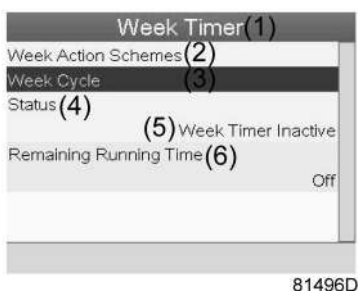 Week Timer(1)
Week Action Schemes(2)
Week Cycle (3)
Status(4)
(5)Week Timer Inactive
Remaining Running Time(6)
Off
81496D